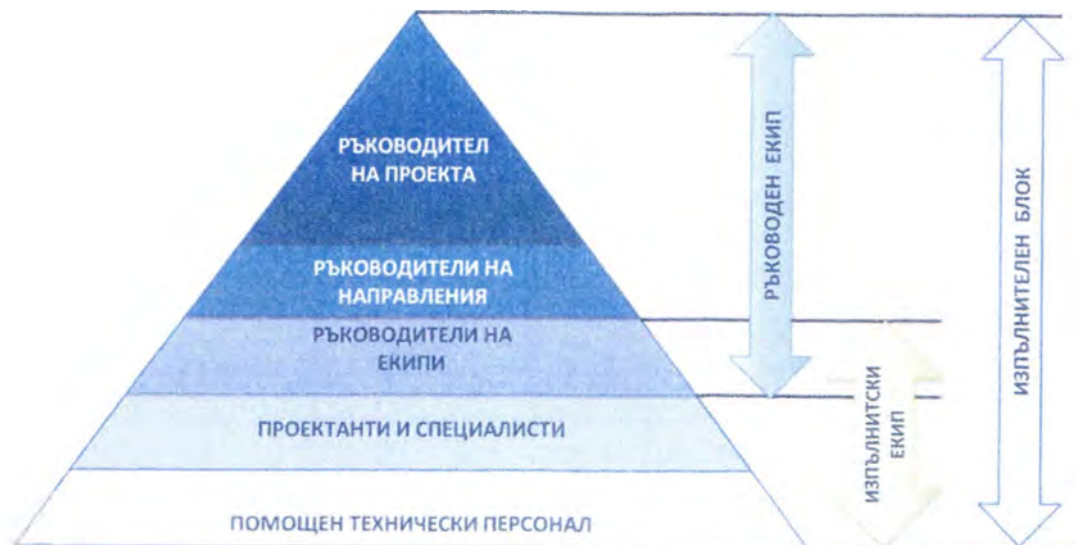 РЪКОВОДИТЕЛ
НА ПРОЕКТА
РЪКОВОДИТЕЛИ НА
НАПРАВЛЕНИЯ
РЪКОВОДИТЕЛИ НА
ЕКИПИ
ПРОЕКТАНТИ И СПЕЦИАЛИСТИ
ПОМОЩЕН ТЕХНИЧЕСКИ ПЕРСОНАЛ
РЪКОВОДЕН ЕКИП
ИЗПЪЛНИТСКИ
ЕКИП
ИЗПЪЛНИТЕЛЕН БЛОК